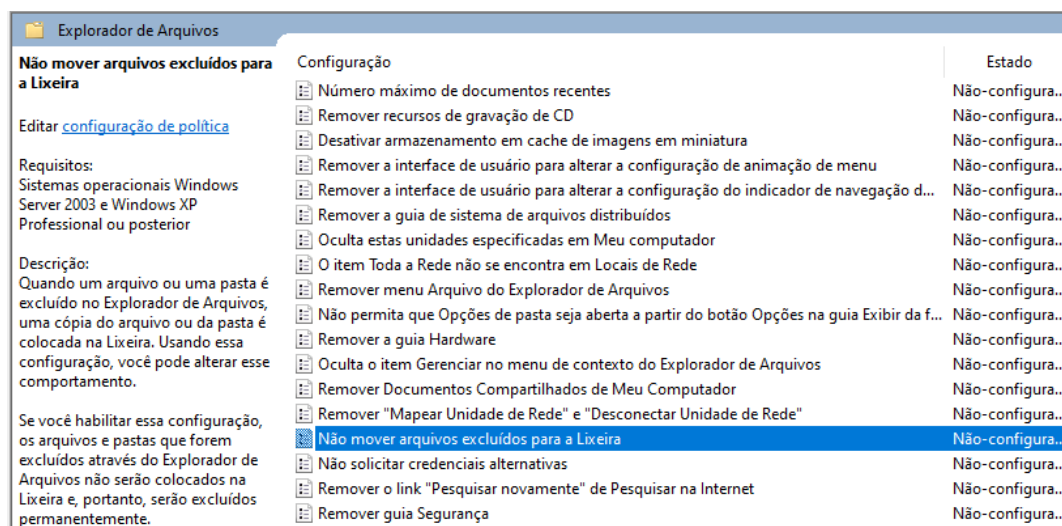 Explorador de Arquivos
Não mover arquivos excluídos para
a Lixeira
Editar configuração de política
Requisitos:
Sistemas operacionais Windows
Server 2003 e Windows XP
Professional ou posterior
Descrição:
Quando um arquivo ou uma pasta é
excluído no Explorador de Arquivos,
uma cópia do arquivo ou da pasta é
colocada na Lixeira. Usando essa
configuração, você pode alterar esse
comportamento.
Se você habilitar essa configuração,
os arquivos e pastas que forem
excluídos através do Explorador de
Arquivos não serão colocados na
Lixeira e, portanto, serão excluídos
permanentemente.
Configuração Estado
Número máximo de documentos recentes Não-configura...
Remover recursos de gravação de CD Não-configura...
Desativar armazenamento em cache de imagens em miniatura Não-configura...
Remover a interface de usuário para alterar a configuração de animação de menu Não-configura...
Remover a interface de usuário para alterar a configuração do indicador de navegação d... Não-configura...
Remover a guia de sistema de arquivos distribuídos Não-configura...
Oculta estas unidades especificadas em Meu computador Não-configura...
O item Toda a Rede não se encontra em Locais de Rede Não-configura...
Remover menu Arquivo do Explorador de Arquivos Não-configura...
Não permita que Opções de pasta seja aberta a partir do botão Opções na guia Exibir da f... Não-configura...
Remover a guia Hardware Não-configura...
Oculta o item Gerenciar no menu de contexto do Explorador de Arquivos Não-configura...
Remover Documentos Compartilhados de Meu Computador Não-configura...
Remover "Mapear Unidade de Rede" e "Desconectar Unidade de Rede" Não-configura...
Não mover arquivos excluídos para a Lixeira Não-configura...
Não solicitar credenciais alternativas Não-configura...
Remover o link "Pesquisar novamente" de Pesquisar na Internet Não-configura...
Remover guia Segurança Não-configura...